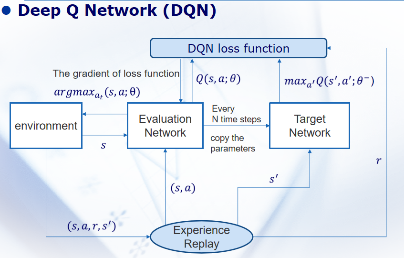 Deep Q Network (DQN)
DQN loss function
The gradient of loss function
Q(s, a; θ)
max_{a'}Q(s', a'; θ⁻)
argmax_{a_t}(s, a; θ)
environment
s
Evaluation
Network
Every
N time steps
copy the
parameters
Target
Network
r
(s, a)
s'
(s, a, r, s')
Experience
Replay